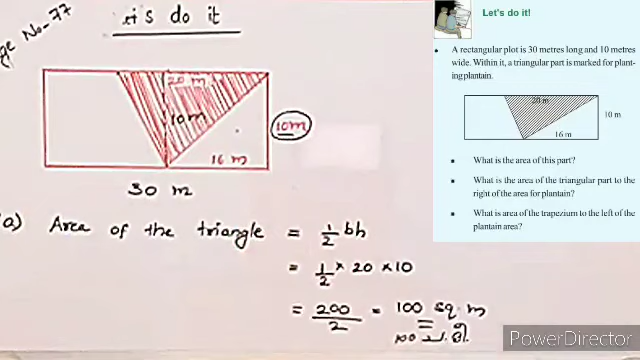 Page No-77
Let's do it
20 m
10m
10m
16 m
30 m
a) Area of the triangle = 1/2 bh
= 1/2 × 20 × 10
= 200/2 = 100 sq.m
Let's do it!
• A rectangular plot is 30 metres long and 10 metres
wide. Within it, a triangular part is marked for plant-
ing plantain.
20 m
10 m
16 m
▪ What is the area of this part?
▪ What is the area of the triangular part to the
right of the area for plantain?
▪ What is area of the trapezium to the left of the
plantain area?
PowerDirector